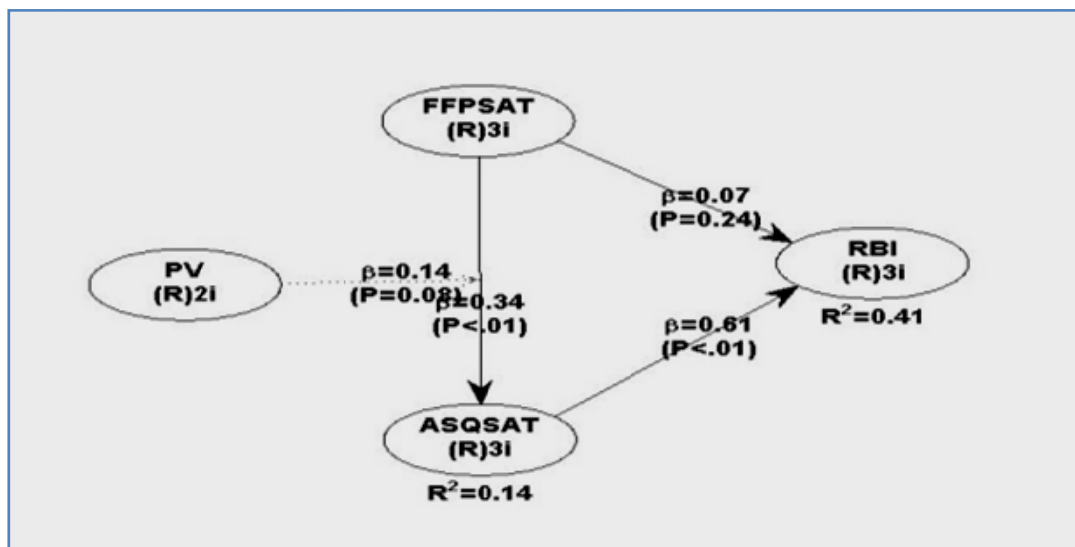 FFPSAT
(R)3i
β=0.07
(P=0.24)
RBI
(R)3i
R²=0.41
PV
(R)2i
β=0.14
(P=0.08)
β=0.34
(P<.01)
β=0.61
(P<.01)
ASQSAT
(R)3i
R²=0.14